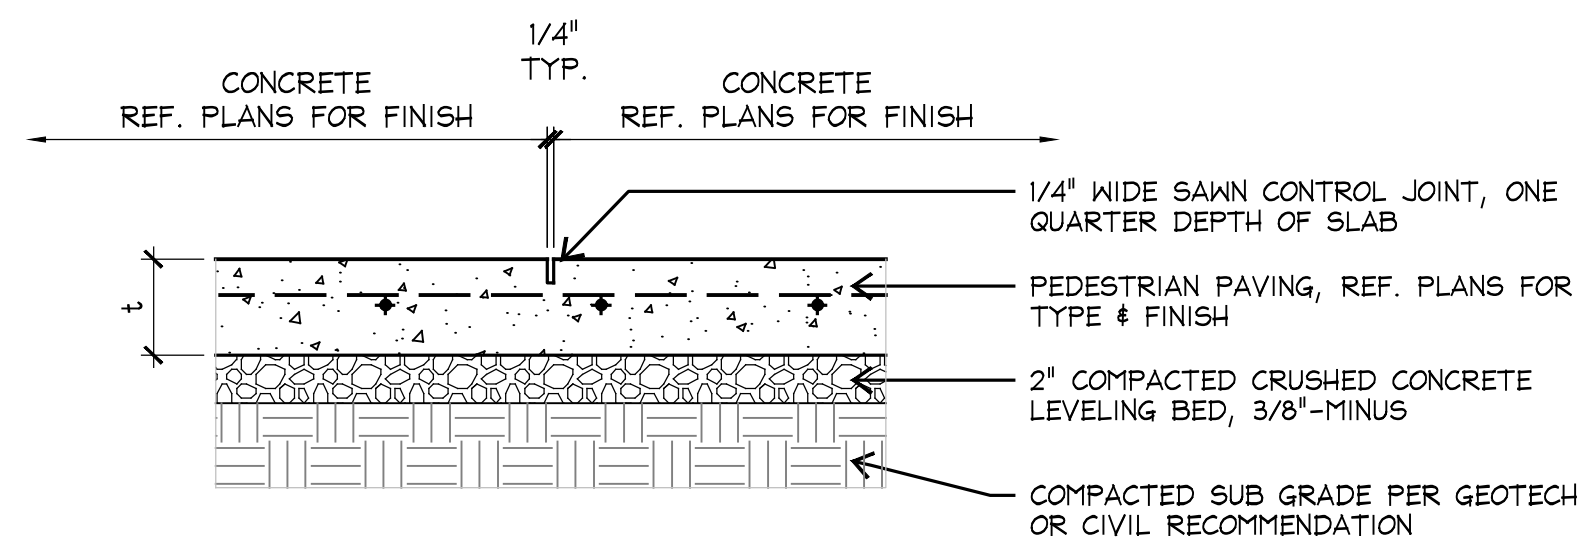 1/4"
TYP.
CONCRETE
REF. PLANS FOR FINISH
CONCRETE
REF. PLANS FOR FINISH
1/4" WIDE SAWN CONTROL JOINT, ONE
QUARTER DEPTH OF SLAB
PEDESTRIAN PAVING, REF. PLANS FOR
TYPE & FINISH
t
2" COMPACTED CRUSHED CONCRETE
LEVELING BED, 3/8"-MINUS
COMPACTED SUB GRADE PER GEOTECH
OR CIVIL RECOMMENDATION